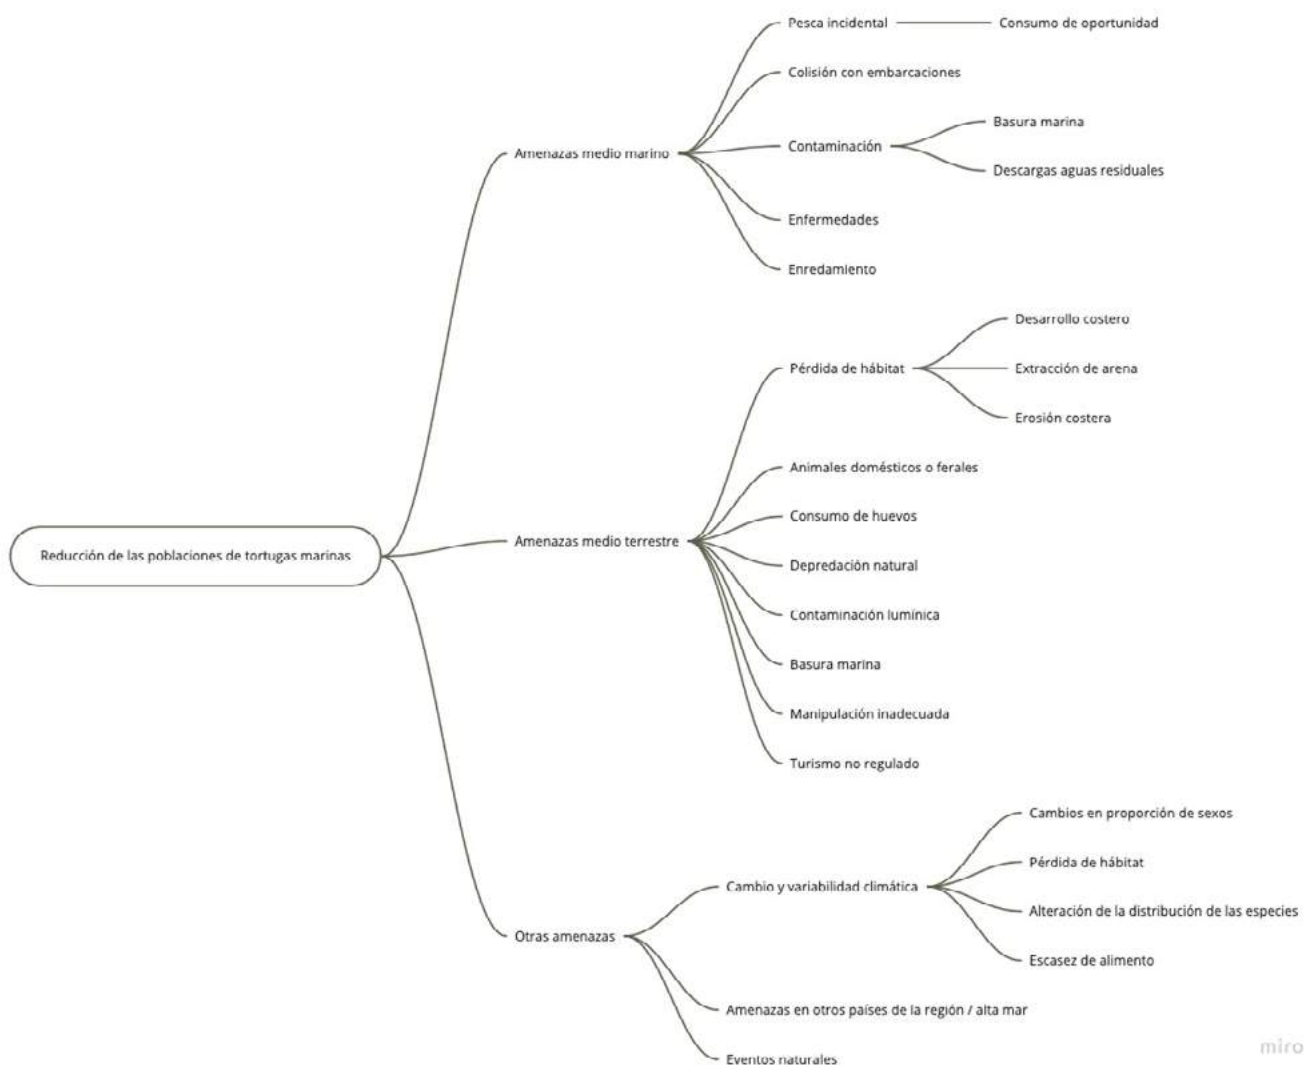 Reducción de las poblaciones de tortugas marinas
Amenazas medio marino
Pesca incidental
Consumo de oportunidad
Colisión con embarcaciones
Contaminación
Basura marina
Descargas aguas residuales
Enfermedades
Enredamiento
Amenazas medio terrestre
Pérdida de hábitat
Desarrollo costero
Extracción de arena
Erosión costera
Animales domésticos o ferales
Consumo de huevos
Depredación natural
Contaminación lumínica
Basura marina
Manipulación inadecuada
Turismo no regulado
Otras amenazas
Cambio y variabilidad climática
Cambios en proporción de sexos
Pérdida de hábitat
Alteración de la distribución de las especies
Escasez de alimento
Amenazas en otros países de la región / alta mar
Eventos naturales
miro